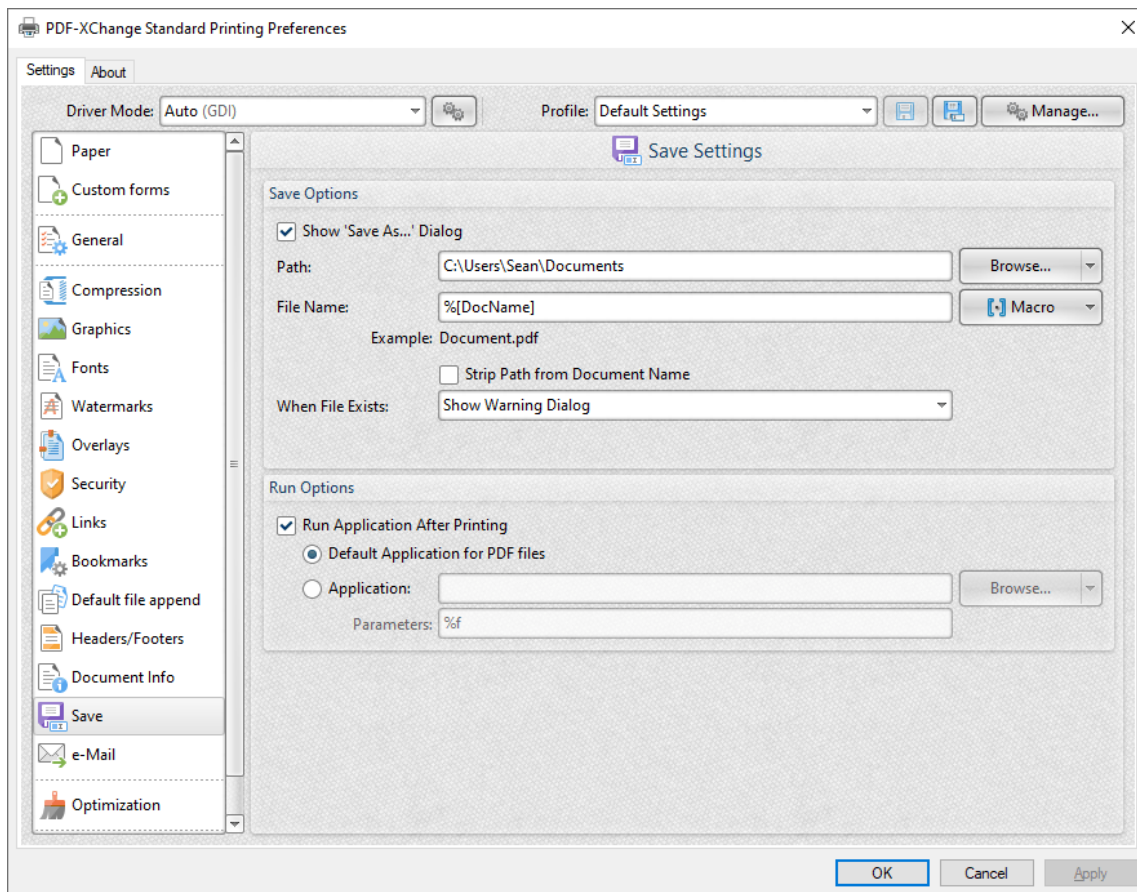 PDF-XChange Standard Printing Preferences
Settings About
Driver Mode: Auto (GDI) Profile: Default Settings Manage...
Paper
Custom forms
General
Compression
Graphics
Fonts
Watermarks
Overlays
Security
Links
Bookmarks
Default file append
Headers/Footers
Document Info
Save
e-Mail
Optimization
Save Settings
Save Options
Show 'Save As...' Dialog
Path: C:\Users\Sean\Documents Browse...
File Name: %[DocName] Macro
Example: Document.pdf
Strip Path from Document Name
When File Exists: Show Warning Dialog
Run Options
Run Application After Printing
Default Application for PDF files
Application: Browse...
Parameters: %f
OK Cancel Apply